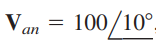 V_an = 100/10°